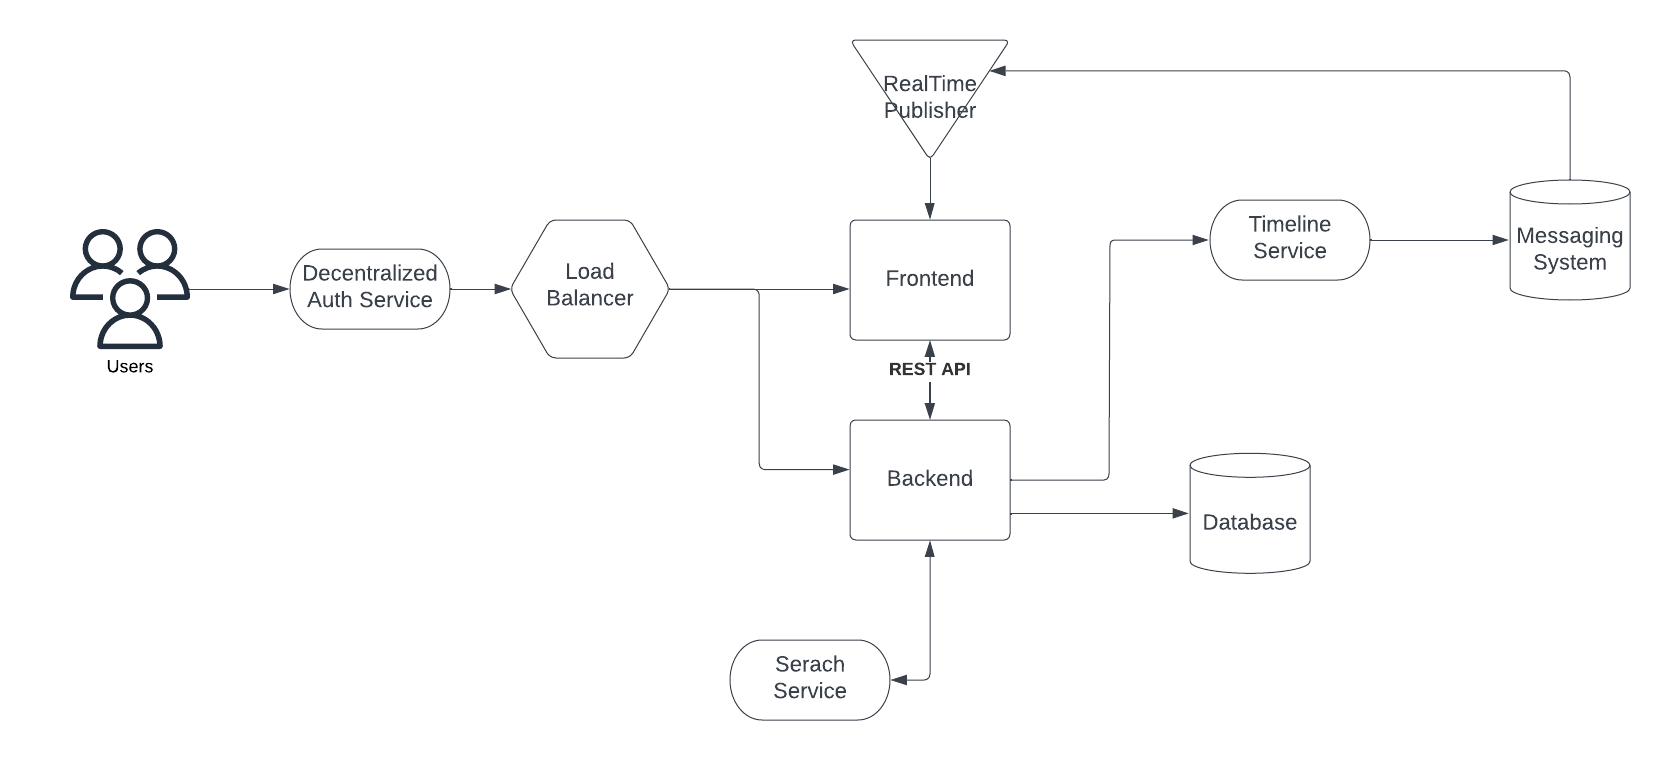 RealTime
Publisher
Timeline
Service
Messaging
System
Decentralized
Auth Service
Load
Balancer
Frontend
Users
REST API
Backend
Database
Serach
Service